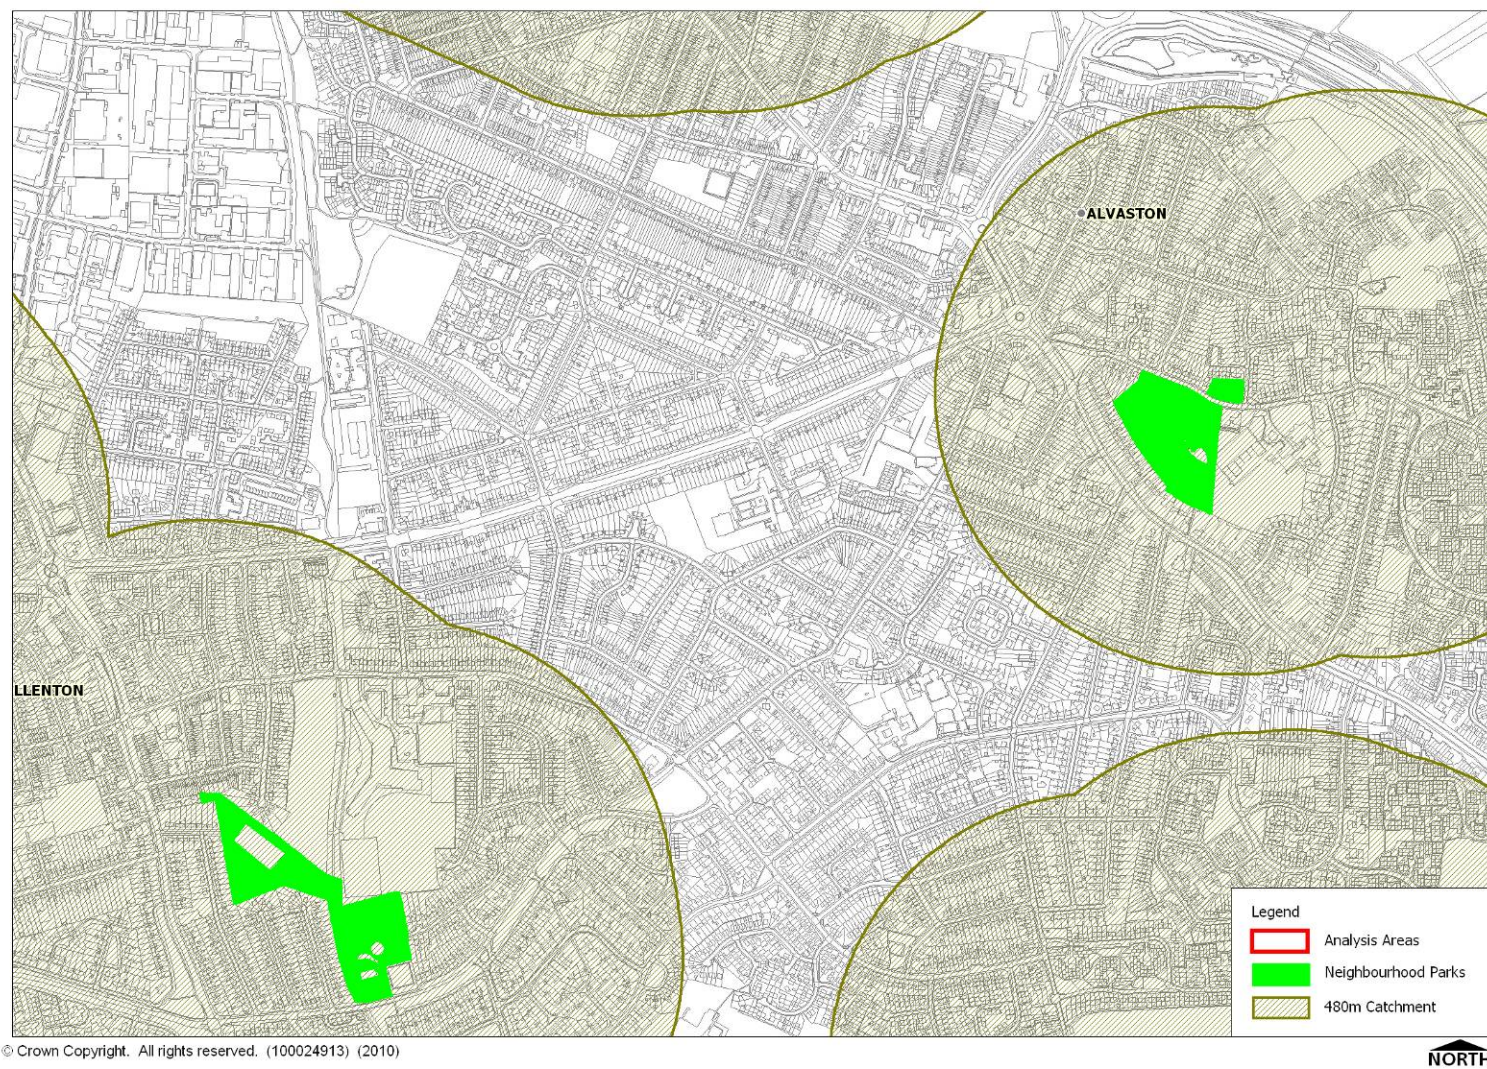 ALVASTON
LLENTON
Legend
Analysis Areas
Neighbourhood Parks
480m Catchment
© Crown Copyright. All rights reserved. (100024913) (2010)
NORTH